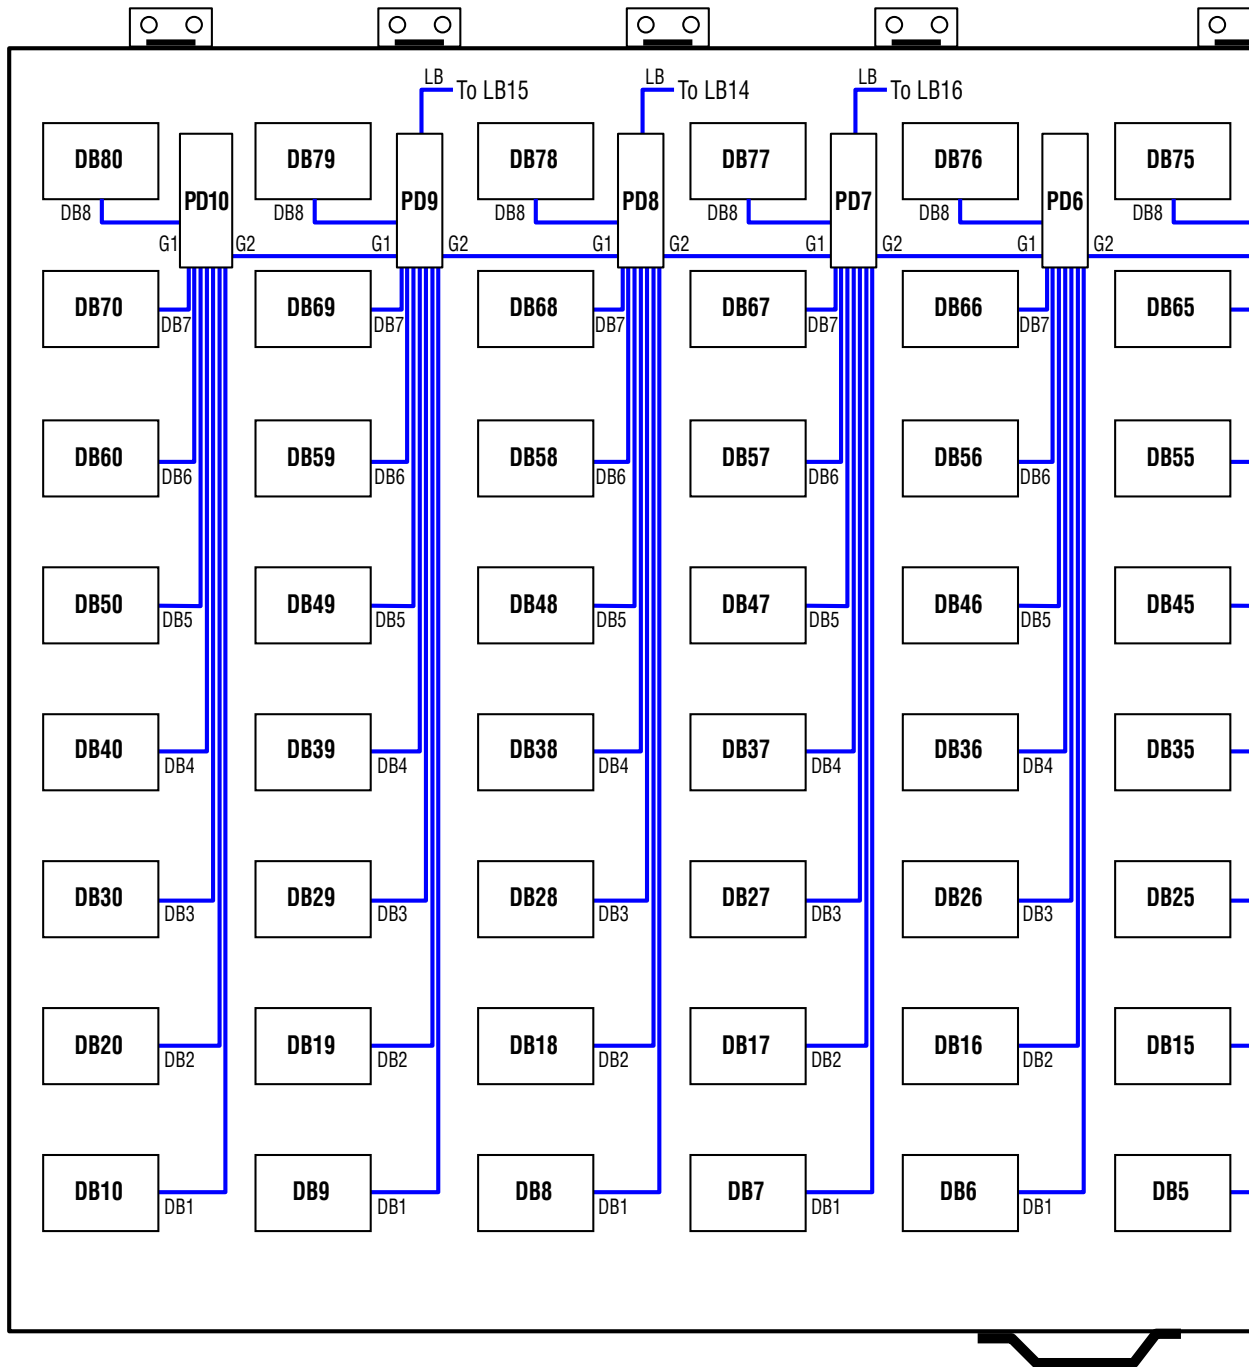 LB To LB15 LB To LB14 LB To LB16
DB80 DB79 DB78 DB77 DB76 DB75
PD10 PD9 PD8 PD7 PD6
DB8 DB8 DB8 DB8 DB8 DB8
G1 G2 G1 G2 G1 G2 G1 G2 G1 G2
DB70 DB69 DB68 DB67 DB66 DB65
DB7 DB7 DB7 DB7 DB7
DB60 DB59 DB58 DB57 DB56 DB55
DB6 DB6 DB6 DB6 DB6
DB50 DB49 DB48 DB47 DB46 DB45
DB5 DB5 DB5 DB5 DB5
DB40 DB39 DB38 DB37 DB36 DB35
DB4 DB4 DB4 DB4 DB4
DB30 DB29 DB28 DB27 DB26 DB25
DB3 DB3 DB3 DB3 DB3
DB20 DB19 DB18 DB17 DB16 DB15
DB2 DB2 DB2 DB2 DB2
DB10 DB9 DB8 DB7 DB6 DB5
DB1 DB1 DB1 DB1 DB1